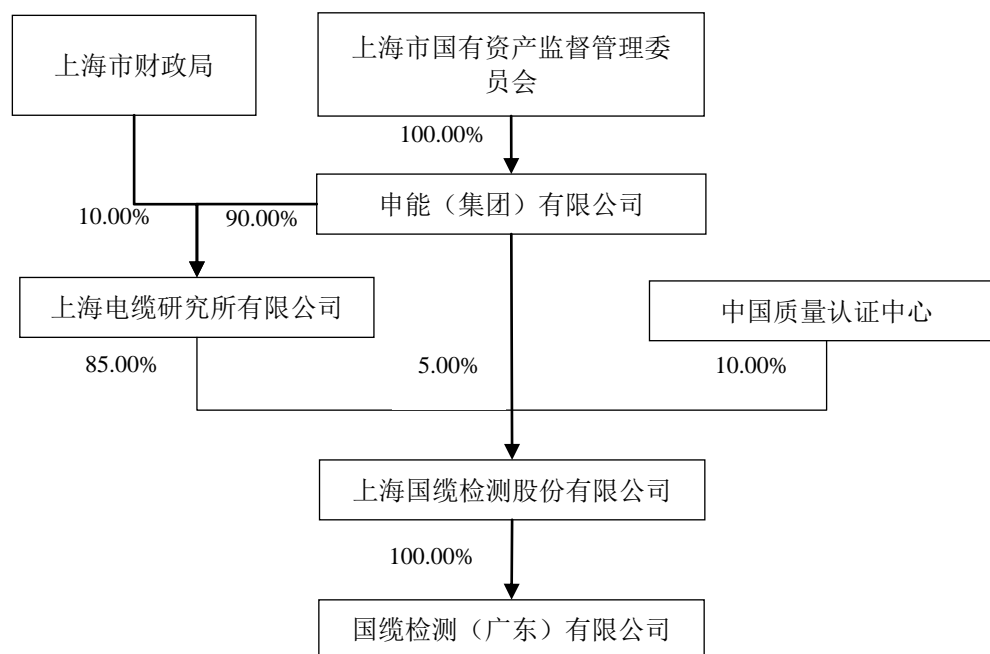 上海市财政局
上海市国有资产监督管理委
员会
100.00%
申能（集团）有限公司
10.00%
90.00%
上海电缆研究所有限公司
中国质量认证中心
85.00%
5.00%
10.00%
上海国缆检测股份有限公司
100.00%
国缆检测（广东）有限公司